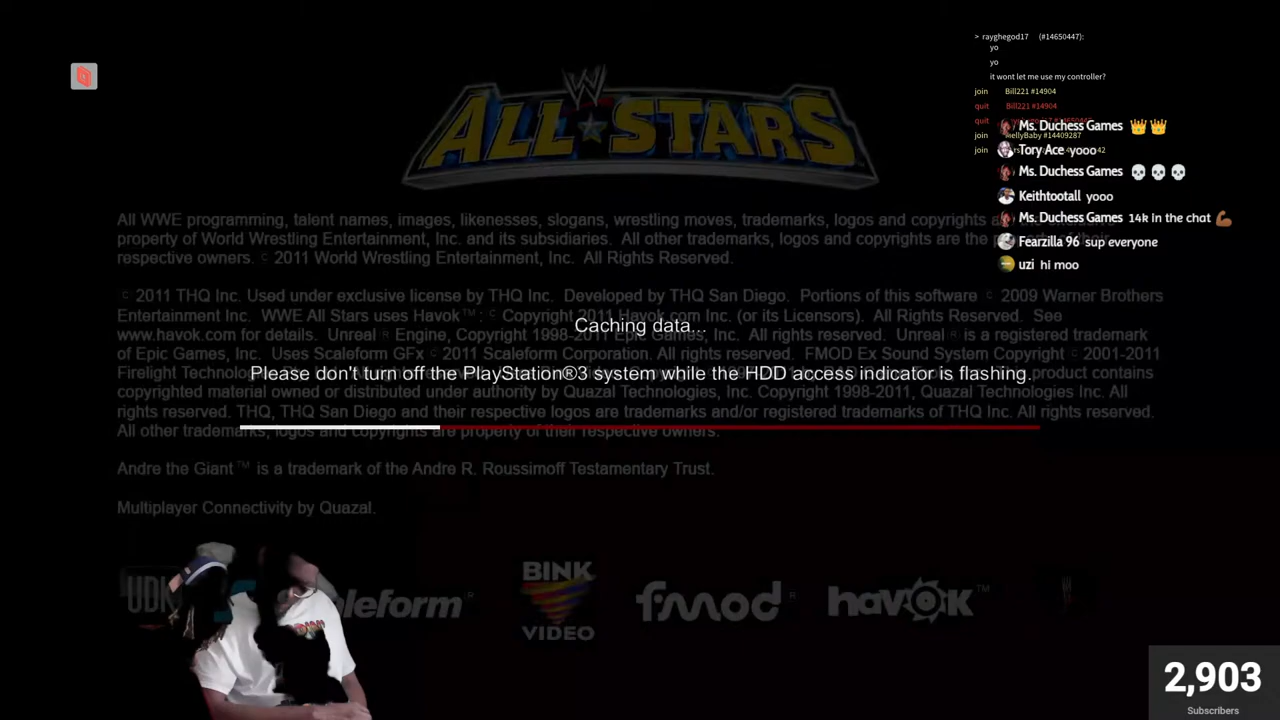 > rayghegod17 (#14650447):
yo
yo
it wont let me use my controller?
join Bill221 #14904
quit Bill221 #14904
quit
Ms. Duchess Games 👑👑
join #14409287
join
Tory Ace yooo
Ms. Duchess Games 💀💀💀
Keithtootall yooo
Ms. Duchess Games 14k in the chat 💪🏾
Fearzilla 96 sup everyone
uzi hi moo
W
ALL STARS
All WWE programming, talent names, images, likenesses, slogans, wrestling moves, trademarks, logos and copyrights
property of World Wrestling Entertainment, Inc. and its subsidiaries. All other trademarks, logos and copyrights are the
respective owners. © 2011 World Wrestling Entertainment, Inc. All Rights Reserved.
© 2011 THQ Inc. Used under exclusive license by THQ Inc. Developed by THQ San Diego. Portions of this software © 2009 Warner Brothers
Entertainment Inc. WWE All Stars uses Havok™: © Copyright 2011 Havok.com Inc. (or its Licensors). All Rights Reserved. See
Caching data...
www.havok.com for details. Unreal® Engine, Copyright 1998-2011 Epic Games, Inc. All rights reserved. Unreal® is a registered trademark
of Epic Games, Inc. Uses Scaleform GFx © 2011 Scaleform Corporation. All rights reserved. FMOD Ex Sound System Copyright © 2001-2011
Please don't turn off the PlayStation®3 system while the HDD access indicator is flashing.
Firelight product contains
copyrighted material owned or distributed under authority by Quazal Technologies, Inc. Copyright 1998-2011, Quazal Technologies Inc. All
rights reserved. THQ, THQ San Diego and their respective logos are trademarks and/or registered trademarks of THQ Inc. All rights reserved.
All other trademarks, logos and copyrights are property of their respective owners.
Andre the Giant™ is a trademark of the Andre R. Roussimoff Testamentary Trust.
Multiplayer Connectivity by Quazal.
UDK
leform®
BINK
VIDEO
fmod®
havok™
2,903
Subscribers